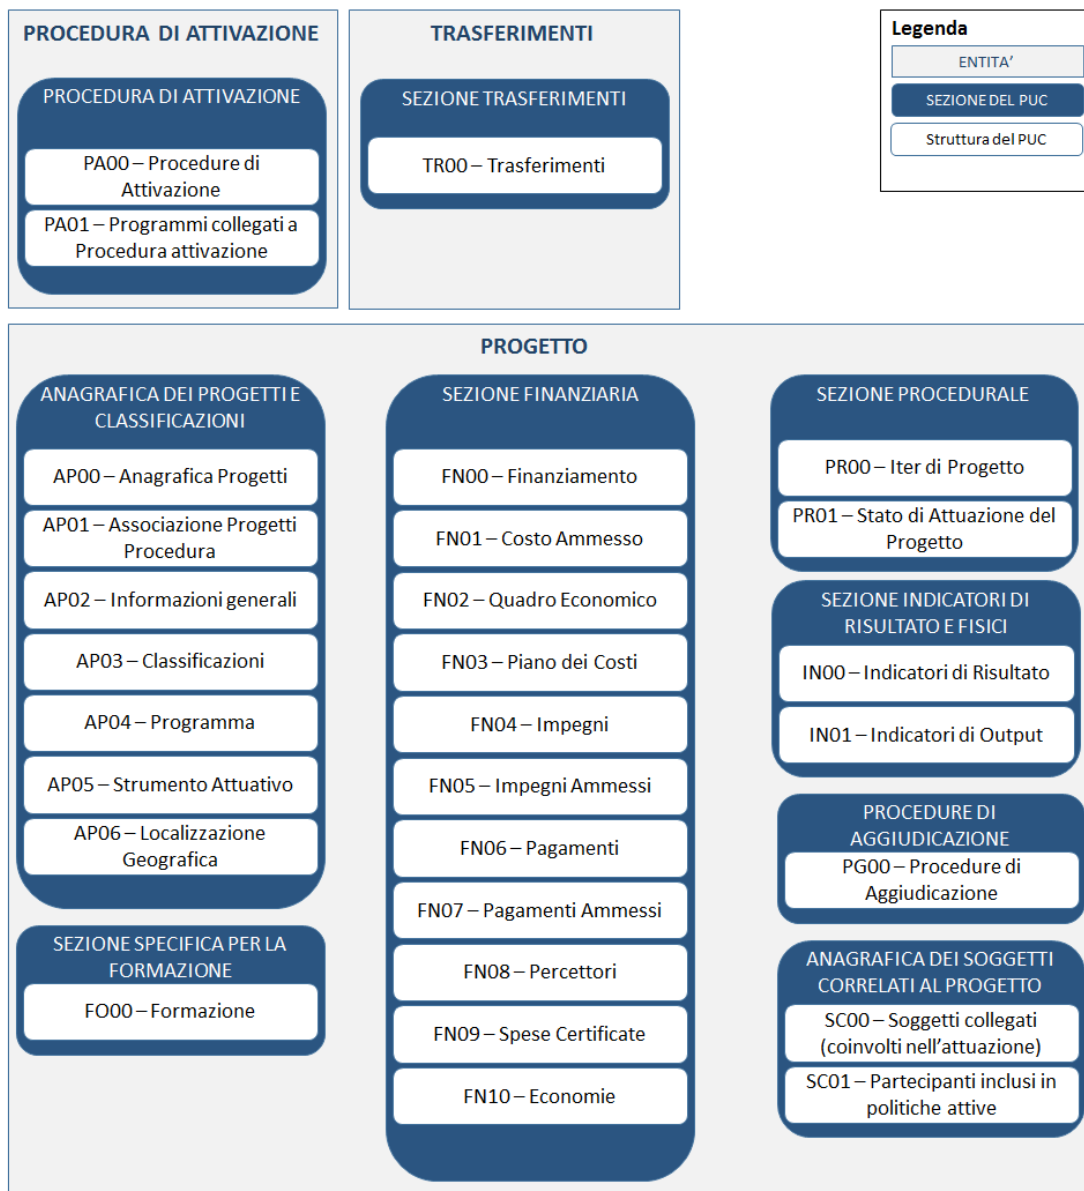 PROCEDURA DI ATTIVAZIONE
PROCEDURA DI ATTIVAZIONE
PA00 – Procedure di
Attivazione
PA01 – Programmi collegati a
Procedura attivazione
TRASFERIMENTI
SEZIONE TRASFERIMENTI
TR00 – Trasferimenti
Legenda
ENTITA’
SEZIONE DEL PUC
Struttura del PUC
PROGETTO
ANAGRAFICA DEI PROGETTI E
CLASSIFICAZIONI
AP00 – Anagrafica Progetti
AP01 – Associazione Progetti
Procedura
AP02 – Informazioni generali
AP03 – Classificazioni
AP04 – Programma
AP05 – Strumento Attuativo
AP06 – Localizzazione
Geografica
SEZIONE SPECIFICA PER LA
FORMAZIONE
FO00 – Formazione
SEZIONE FINANZIARIA
FN00 – Finanziamento
FN01 – Costo Ammesso
FN02 – Quadro Economico
FN03 – Piano dei Costi
FN04 – Impegni
FN05 – Impegni Ammessi
FN06 – Pagamenti
FN07 – Pagamenti Ammessi
FN08 – Percettori
FN09 – Spese Certificate
FN10 – Economie
SEZIONE PROCEDURALE
PR00 – Iter di Progetto
PR01 – Stato di Attuazione del
Progetto
SEZIONE INDICATORI DI
RISULTATO E FISICI
IN00 – Indicatori di Risultato
IN01 – Indicatori di Output
PROCEDURE DI
AGGIUDICAZIONE
PG00 – Procedure di
Aggiudicazione
ANAGRAFICA DEI SOGGETTI
CORRELATI AL PROGETTO
SC00 – Soggetti collegati
(coinvolti nell’attuazione)
SC01 – Partecipanti inclusi in
politiche attive